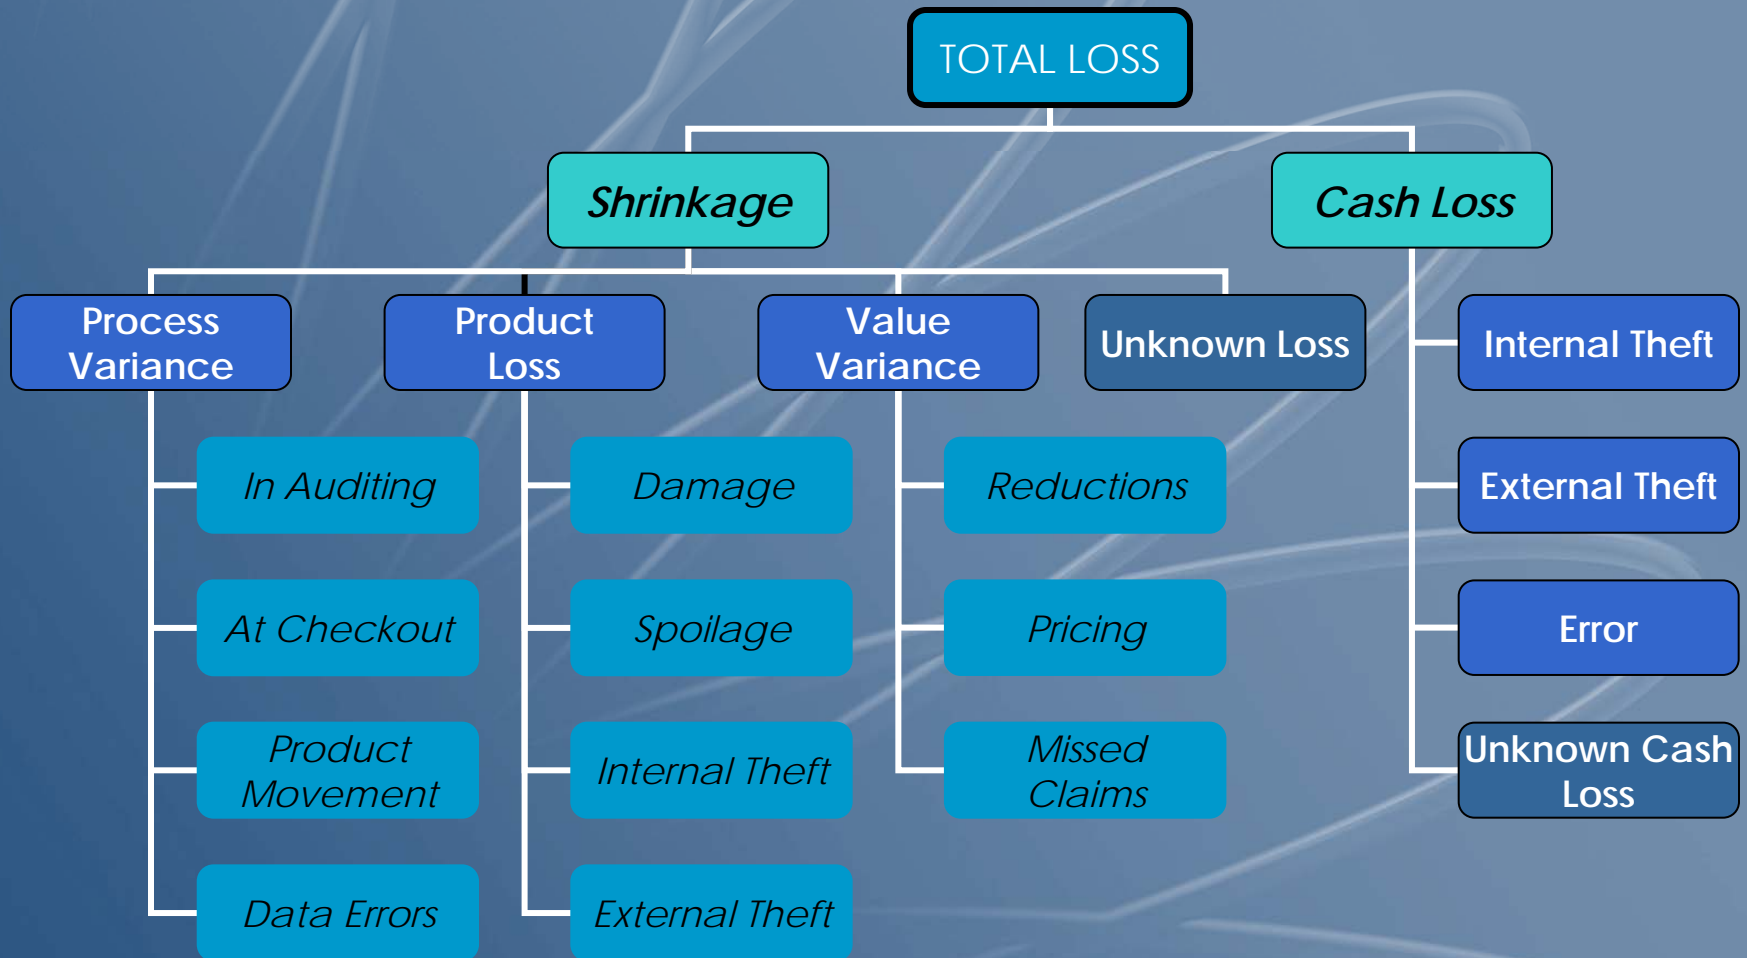 TOTAL LOSS
Shrinkage
Cash Loss
Process
Variance
Product
Loss
Value
Variance
Unknown Loss
Internal Theft
In Auditing
Damage
Reductions
External Theft
At Checkout
Spoilage
Pricing
Error
Product
Movement
Internal Theft
Missed
Claims
Unknown Cash
Loss
Data Errors
External Theft